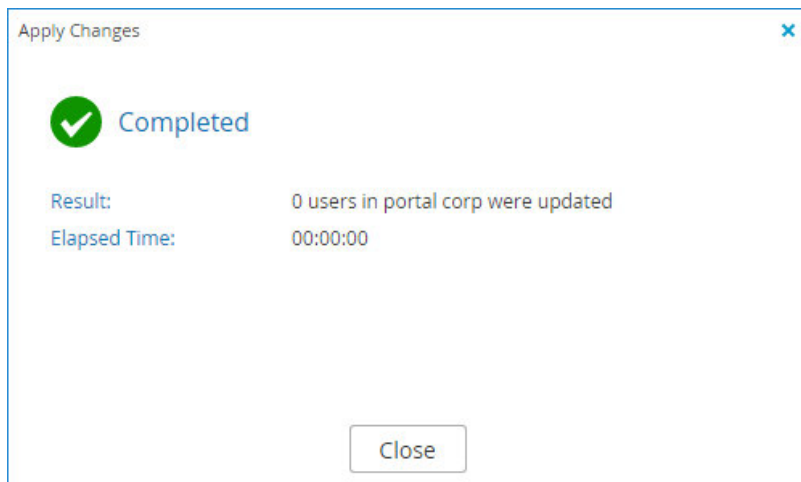 Apply Changes
Completed
Result: 0 users in portal corp were updated
Elapsed Time: 00:00:00
Close